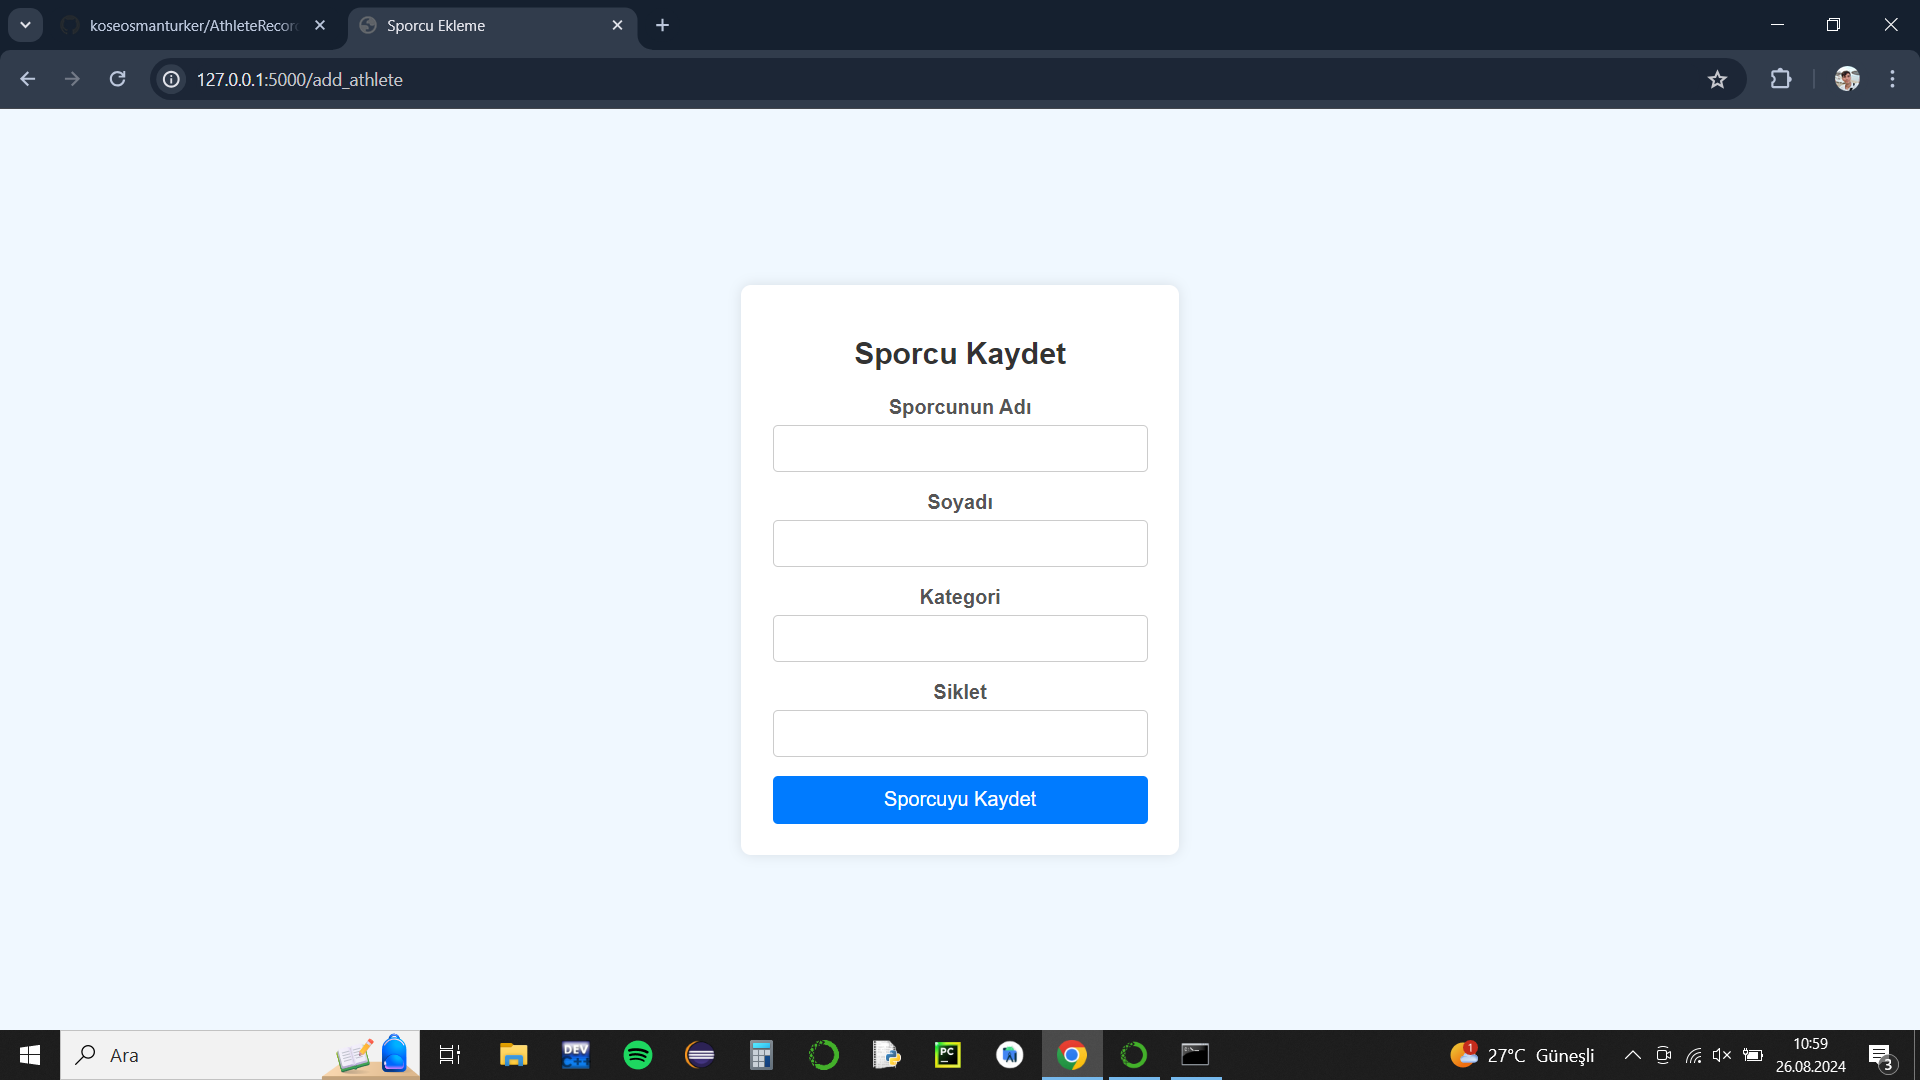 koseosmanturker/AthleteRecor
Sporcu Ekleme
127.0.0.1:5000/add_athlete
Sporcu Kaydet
Sporcunun Adı
Soyadı
Kategori
Siklet
Sporcuyu Kaydet
Ara
DEV
C++
PC
1
27°C Güneşli
10:59
26.08.2024
3